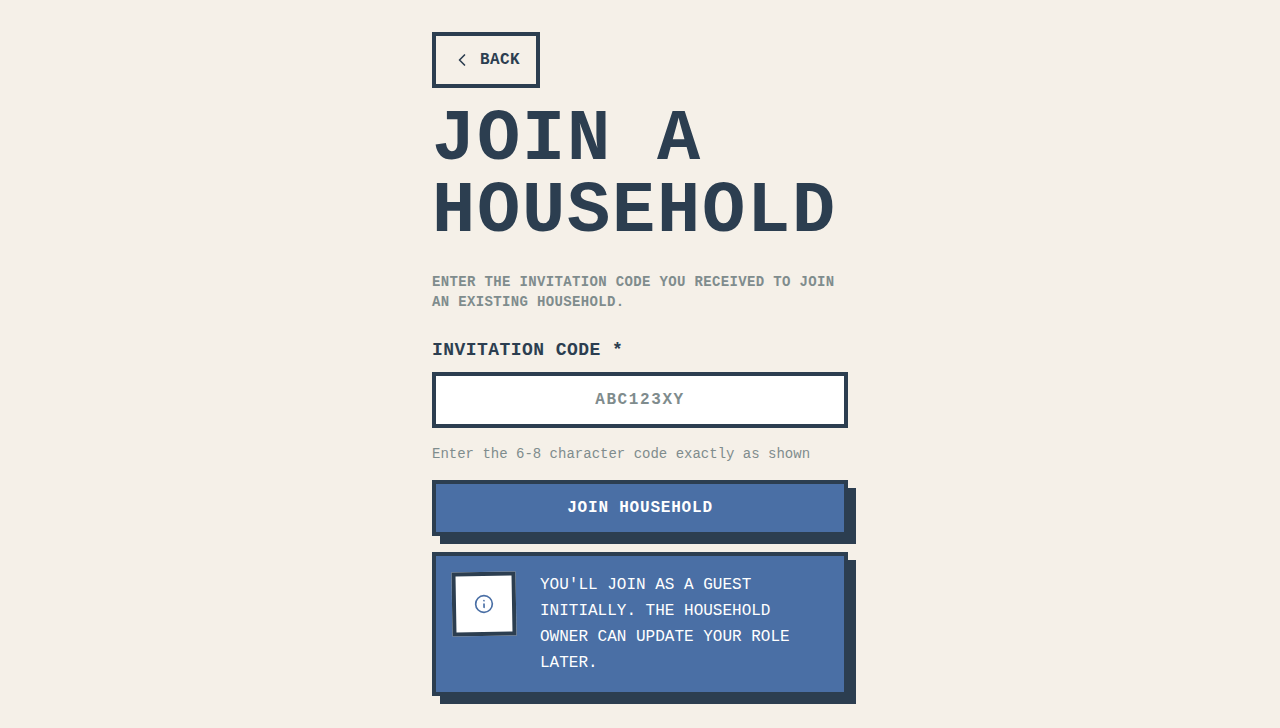 BACK
JOIN A
HOUSEHOLD
ENTER THE INVITATION CODE YOU RECEIVED TO JOIN
AN EXISTING HOUSEHOLD.
INVITATION CODE *
ABC123XY
Enter the 6-8 character code exactly as shown
JOIN HOUSEHOLD
YOU'LL JOIN AS A GUEST
INITIALLY. THE HOUSEHOLD
OWNER CAN UPDATE YOUR ROLE
LATER.